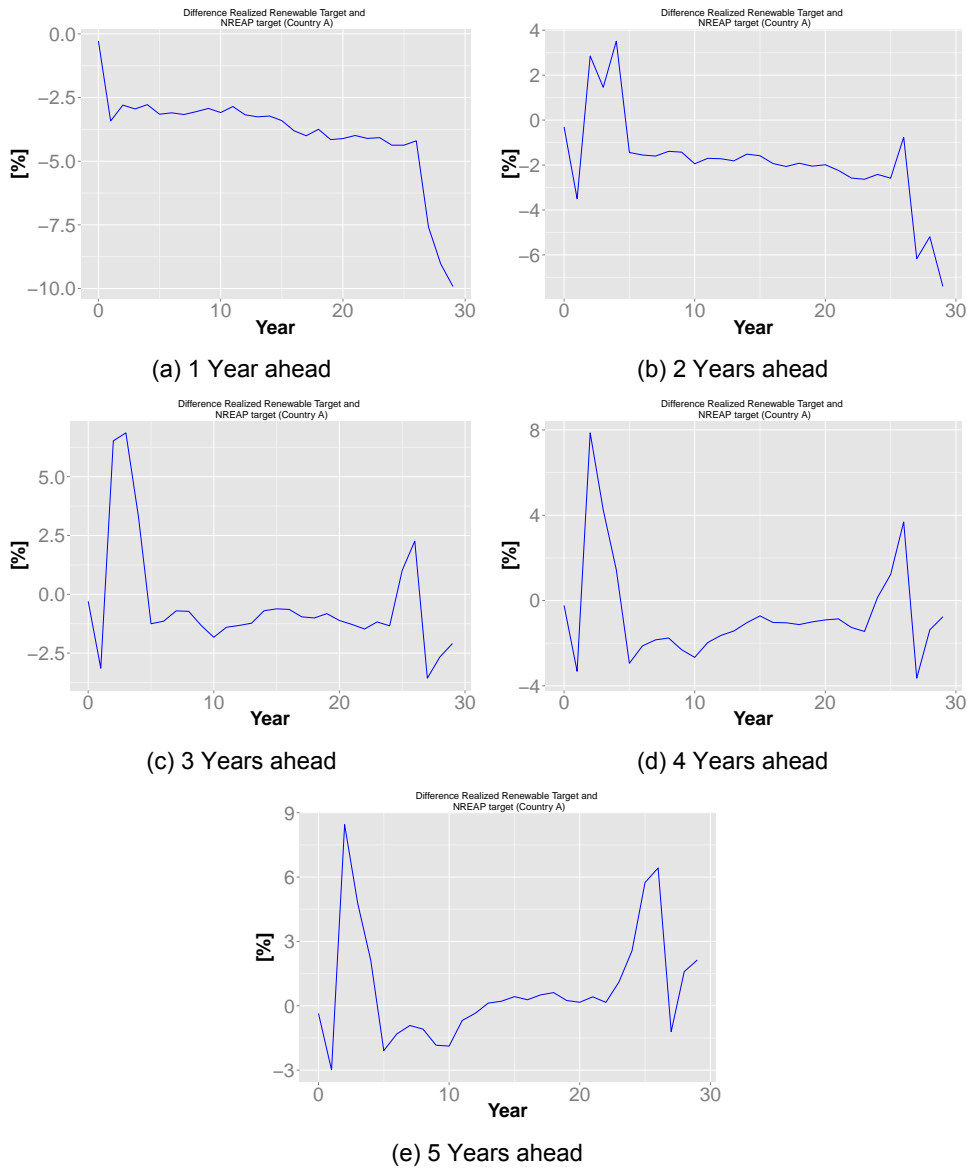 Difference Realized Renewable Target and
NREAP target (Country A)
0.0
−2.5
−5.0
−7.5
−10.0
[%]
0 10 20 30
Year
(a) 1 Year ahead
Difference Realized Renewable Target and
NREAP target (Country A)
4
2
0
−2
−4
−6
[%]
0 10 20 30
Year
(b) 2 Years ahead
Difference Realized Renewable Target and
NREAP target (Country A)
5.0
2.5
0.0
−2.5
[%]
0 10 20 30
Year
(c) 3 Years ahead
Difference Realized Renewable Target and
NREAP target (Country A)
8
4
0
−4
[%]
0 10 20 30
Year
(d) 4 Years ahead
Difference Realized Renewable Target and
NREAP target (Country A)
9
6
3
0
−3
[%]
0 10 20 30
Year
(e) 5 Years ahead